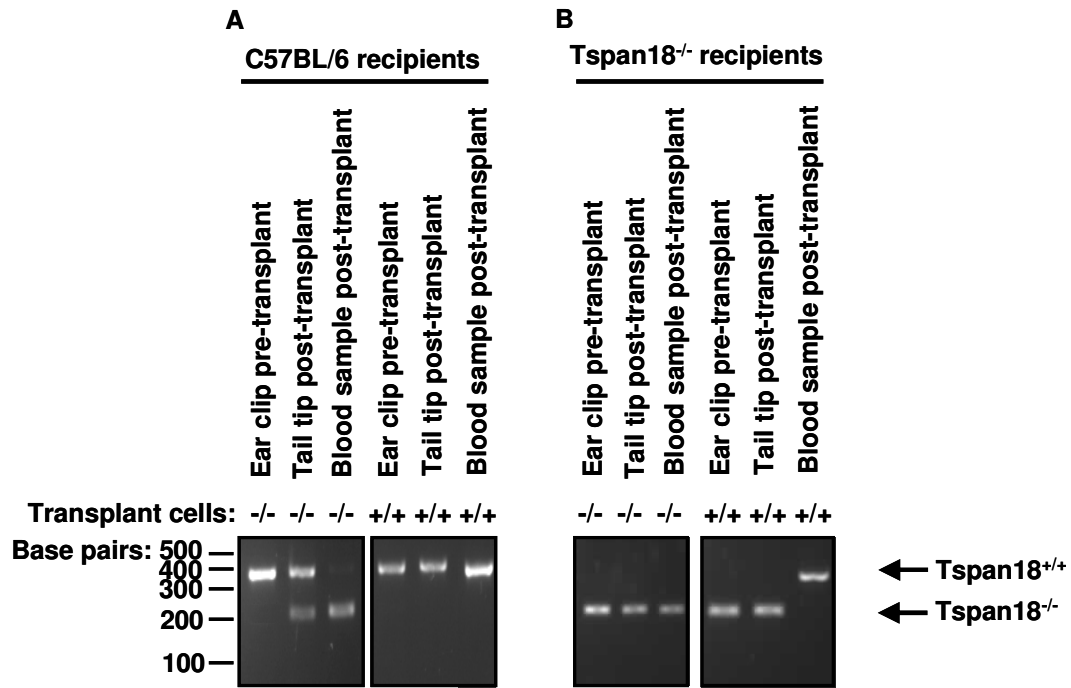 A
B
C57BL/6 recipients
Tspan18-/- recipients
Ear clip pre-transplant
Tail tip post-transplant
Blood sample post-transplant
Ear clip pre-transplant
Tail tip post-transplant
Blood sample post-transplant
Ear clip pre-transplant
Tail tip post-transplant
Blood sample post-transplant
Ear clip pre-transplant
Tail tip post-transplant
Blood sample post-transplant
Transplant cells: -/- -/- -/- +/+ +/+ +/+ -/- -/- -/- +/+ +/+ +/+
Base pairs: 500
400
300
200
100
Tspan18+/+
Tspan18-/-